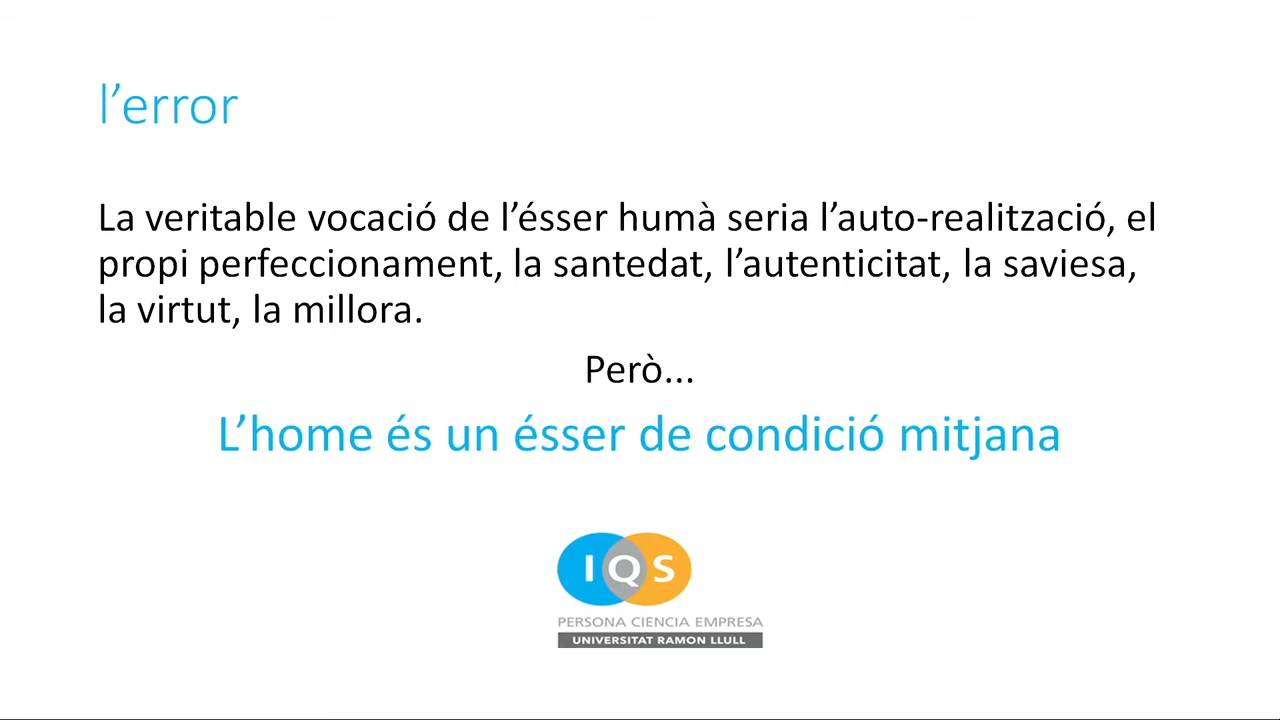 l’error
La veritable vocació de l’ésser humà seria l’auto-realització, el
propi perfeccionament, la santedat, l’autenticitat, la saviesa,
la virtut, la millora.
Però...
L’home és un ésser de condició mitjana
IQS
PERSONA CIENCIA EMPRESA
UNIVERSITAT RAMON LLULL